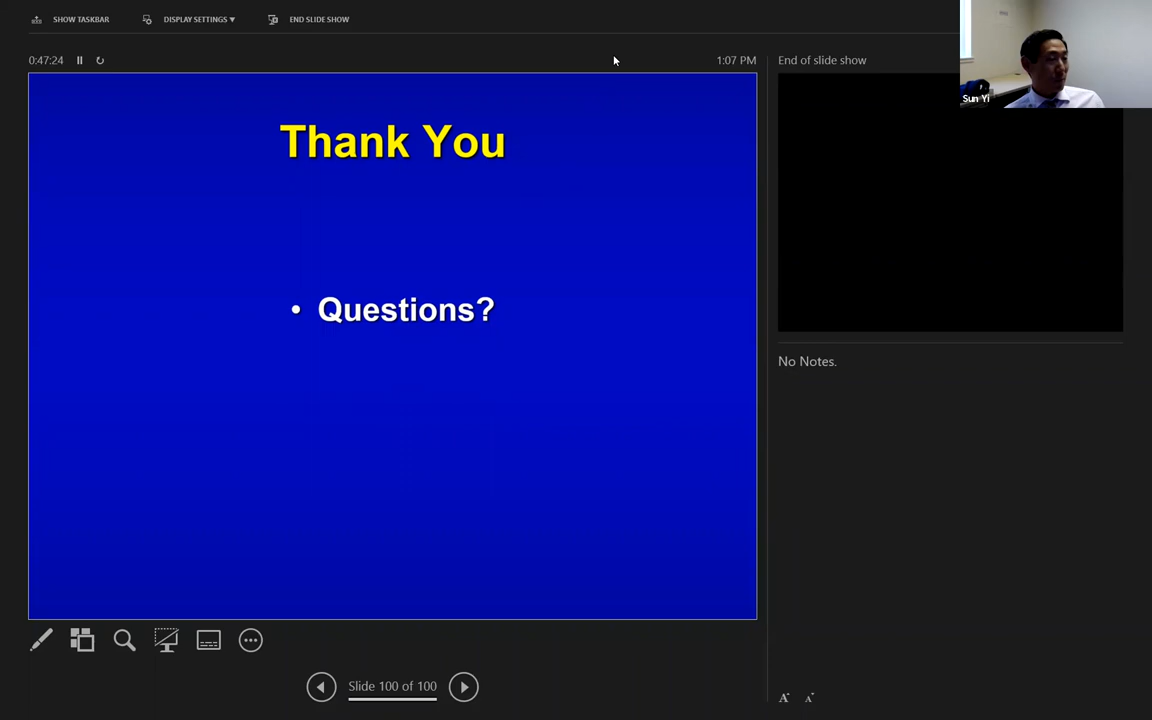 SHOW TASKBAR
DISPLAY SETTINGS ▼
END SLIDE SHOW
0:47:24
1:07 PM
End of slide show
Sun Yi
Thank You
• Questions?
No Notes.
Slide 100 of 100
A A